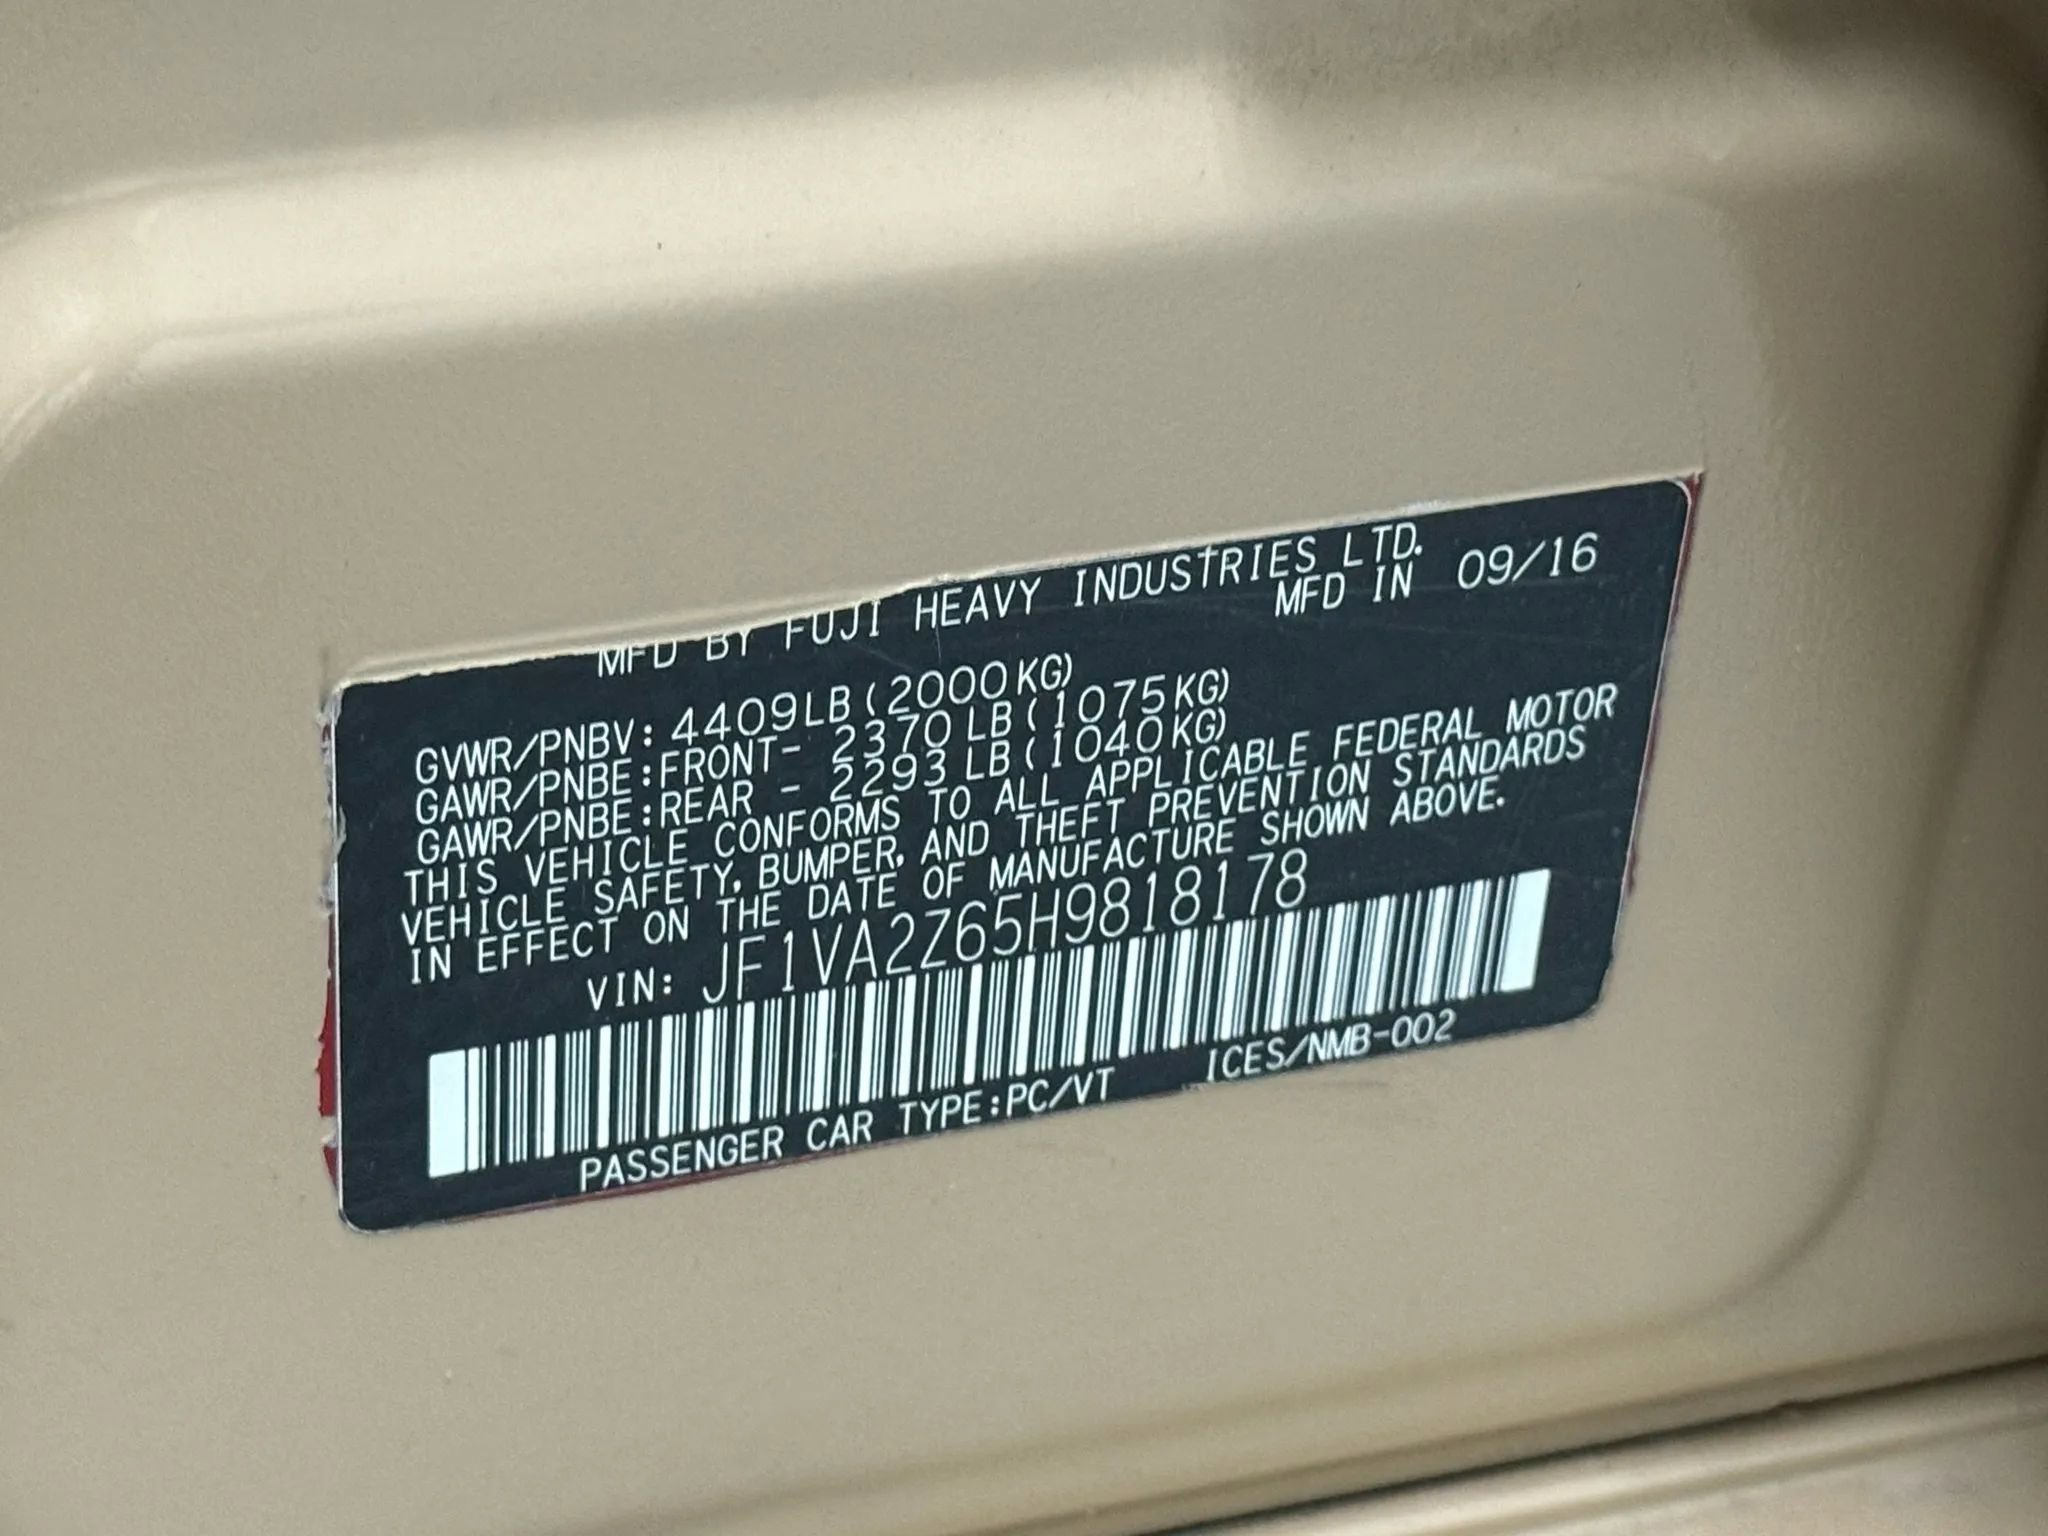 MFD BY FUJI HEAVY INDUSTRIES LTD.
MFD IN 09/16
GVWR/PNBV: 4409LB(2000KG)
GAWR/PNBE:FRONT- 2370LB(1075KG)
GAWR/PNBE:REAR - 2293LB(1040KG)
THIS VEHICLE CONFORMS TO ALL APPLICABLE FEDERAL MOTOR
VEHICLE SAFETY, BUMPER, AND THEFT PREVENTION STANDARDS
IN EFFECT ON THE DATE OF MANUFACTURE SHOWN ABOVE.
VIN: JF1VA2Z65H9818178
PASSENGER CAR TYPE:PC/VT ICES/NMB-002